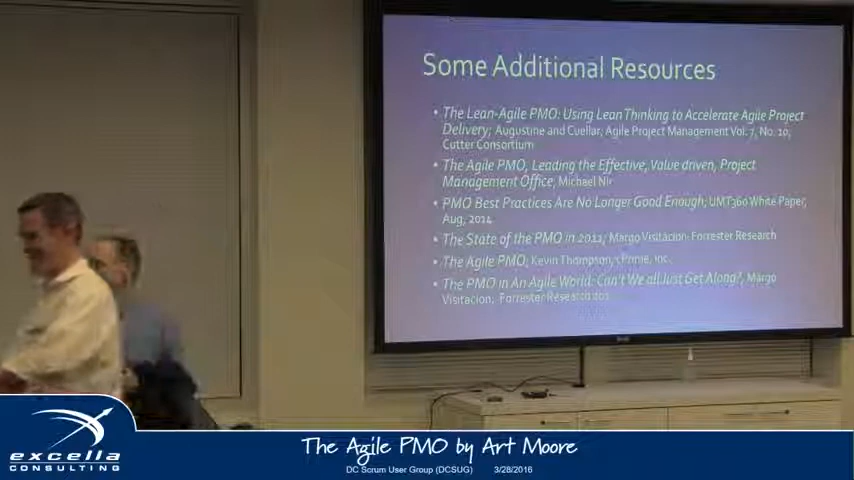 Some Additional Resources
• The Lean-Agile PMO: Using Lean Thinking to Accelerate Agile Project
Delivery; Augustine and Cuellar, Agile Project Management Vol. 7, No. 10,
Cutter Consortium
• The Agile PMO, Leading the Effective, Value driven, Project
Management Office, Michael Nir
• PMO Best Practices Are No Longer Good Enough; UMT360 White Paper,
Aug, 2014
• The State of the PMO in 2011; Margo Visitacion Forrester Research
• The Agile PMO; Kevin Thompson, Inc.
• The PMO in An Agile World: Can't We all Just Get Along?, Margo
Visitacion, Forrester Research
excella
CONSULTING
The Agile PMO by Art Moore
DC Scrum User Group (DCSUG) 3/28/2016